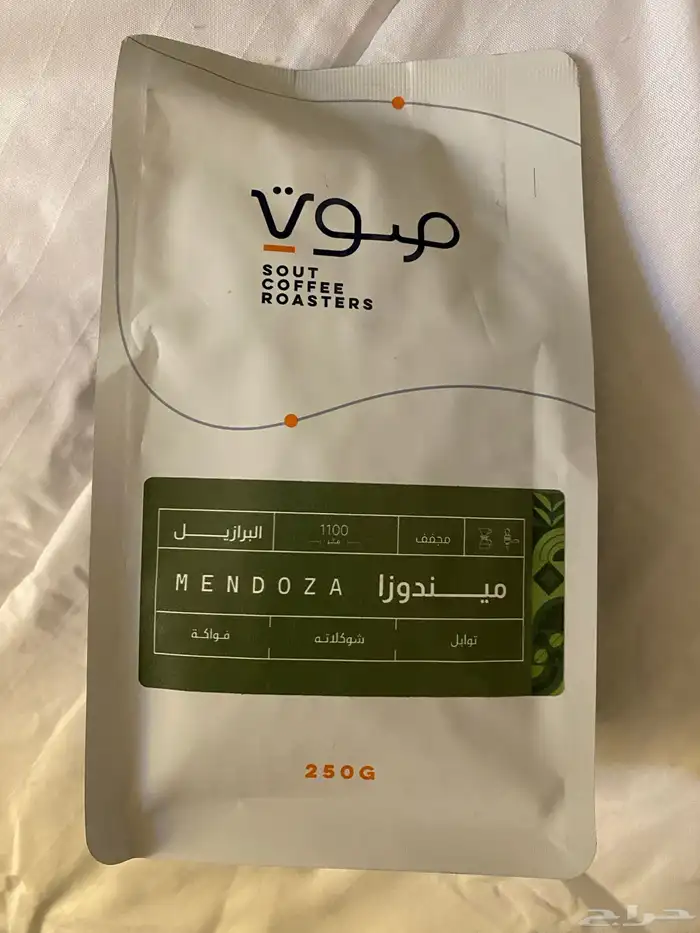 صوت
SOUT
COFFEE
ROASTERS
مجفف 1100 البرازيل
متر
ميندوزا MENDOZA
توابل شوكلاته فواكة
250G
حراج